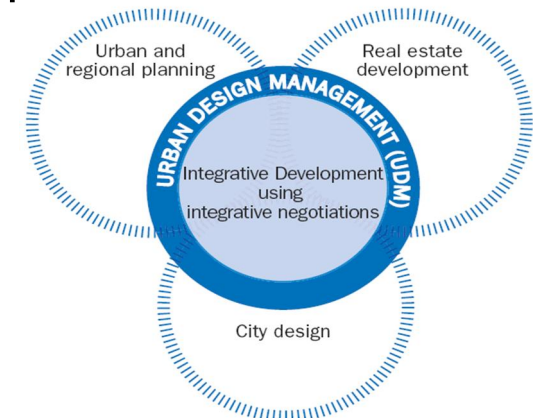 Urban and
regional planning
Real estate
development
URBAN DESIGN MANAGEMENT (UDM)
Integrative Development
using
integrative negotiations
City design